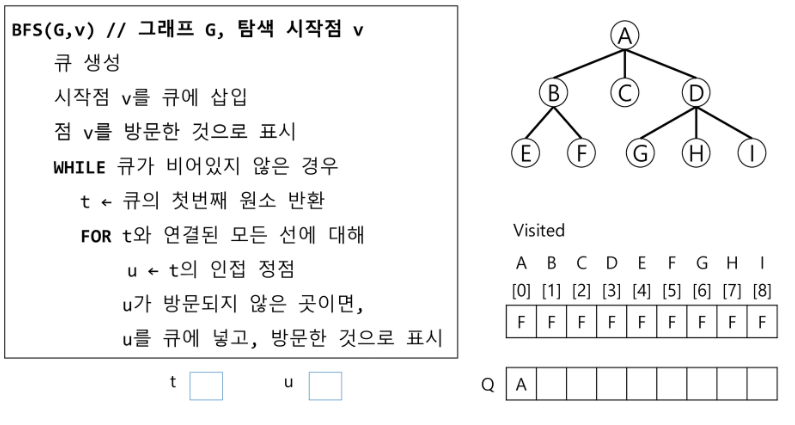 BFS(G,v) // 그래프 G, 탐색 시작점 v
큐 생성
시작점 v를 큐에 삽입
점 v를 방문한 것으로 표시
WHILE 큐가 비어있지 않은 경우
t ← 큐의 첫번째 원소 반환
FOR t와 연결된 모든 선에 대해
u ← t의 인접 정점
u가 방문되지 않은 곳이면,
u를 큐에 넣고, 방문한 것으로 표시
t u
A
B C D
E F G H I
Visited
A B C D E F G H I
[0] [1] [2] [3] [4] [5] [6] [7] [8]
F F F F F F F F F
Q A